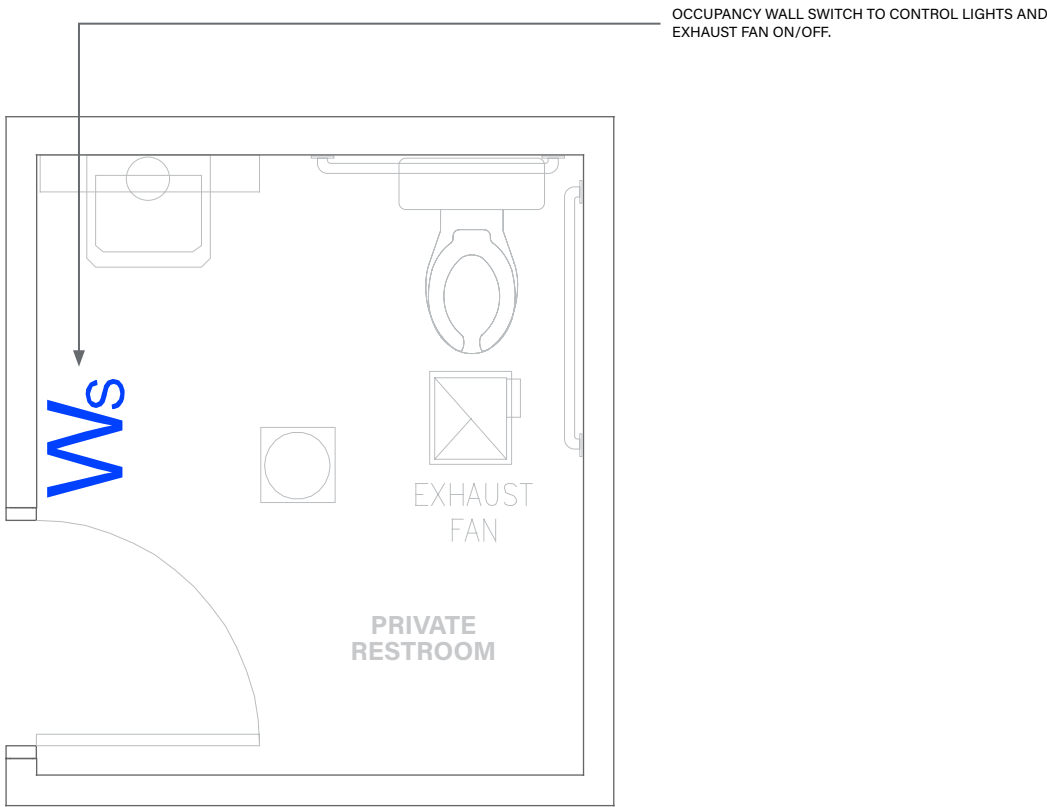 OCCUPANCY WALL SWITCH TO CONTROL LIGHTS AND
EXHAUST FAN ON/OFF.
Ws
EXHAUST
FAN
PRIVATE
RESTROOM